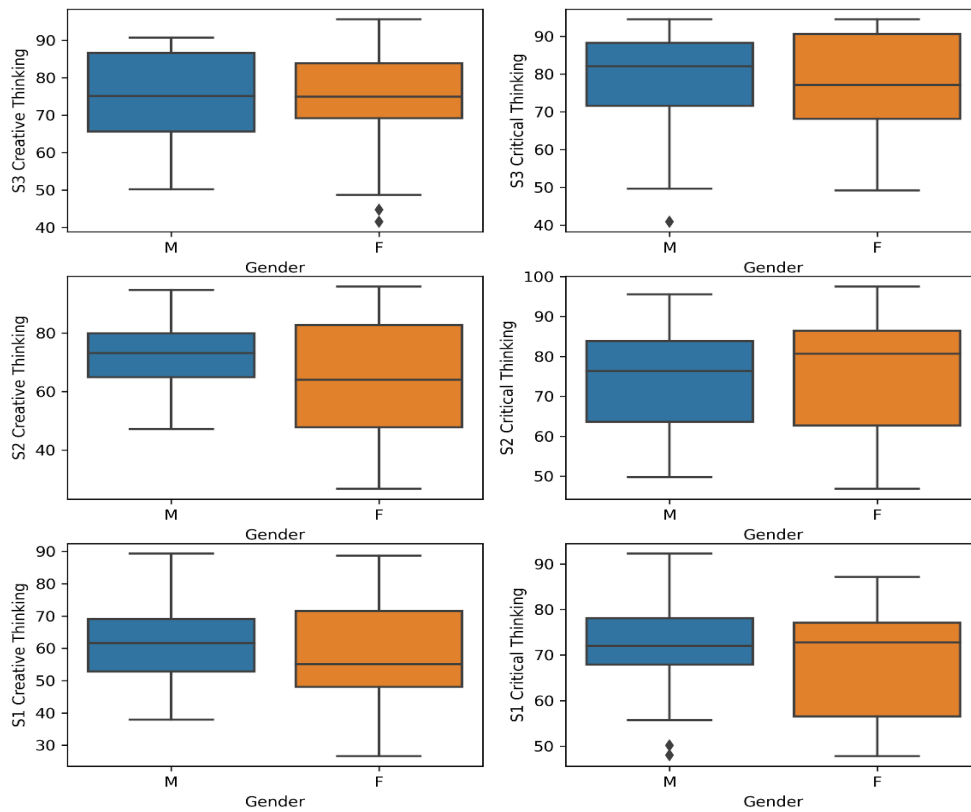 S3 Creative Thinking
90
80
70
60
50
40
M F
Gender
S3 Critical Thinking
90
80
70
60
50
40
M F
Gender
S2 Creative Thinking
80
60
40
M F
Gender
S2 Critical Thinking
100
90
80
70
60
50
M F
Gender
S1 Creative Thinking
90
80
70
60
50
40
30
M F
Gender
S1 Critical Thinking
90
80
70
60
50
M F
Gender